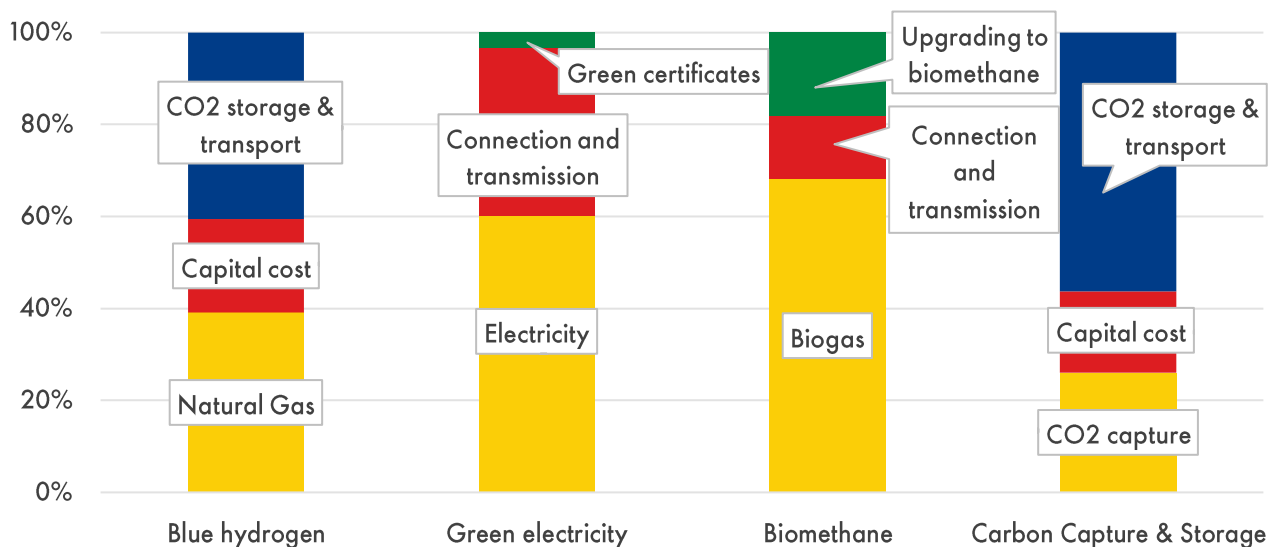 100%
80%
60%
40%
20%
0%
CO2 storage &
transport
Capital cost
Natural Gas
Green certificates
Connection and
transmission
Electricity
Upgrading to
biomethane
Connection
and
transmission
Biogas
CO2 storage &
transport
Capital cost
CO2 capture
Blue hydrogen
Green electricity
Biomethane
Carbon Capture & Storage